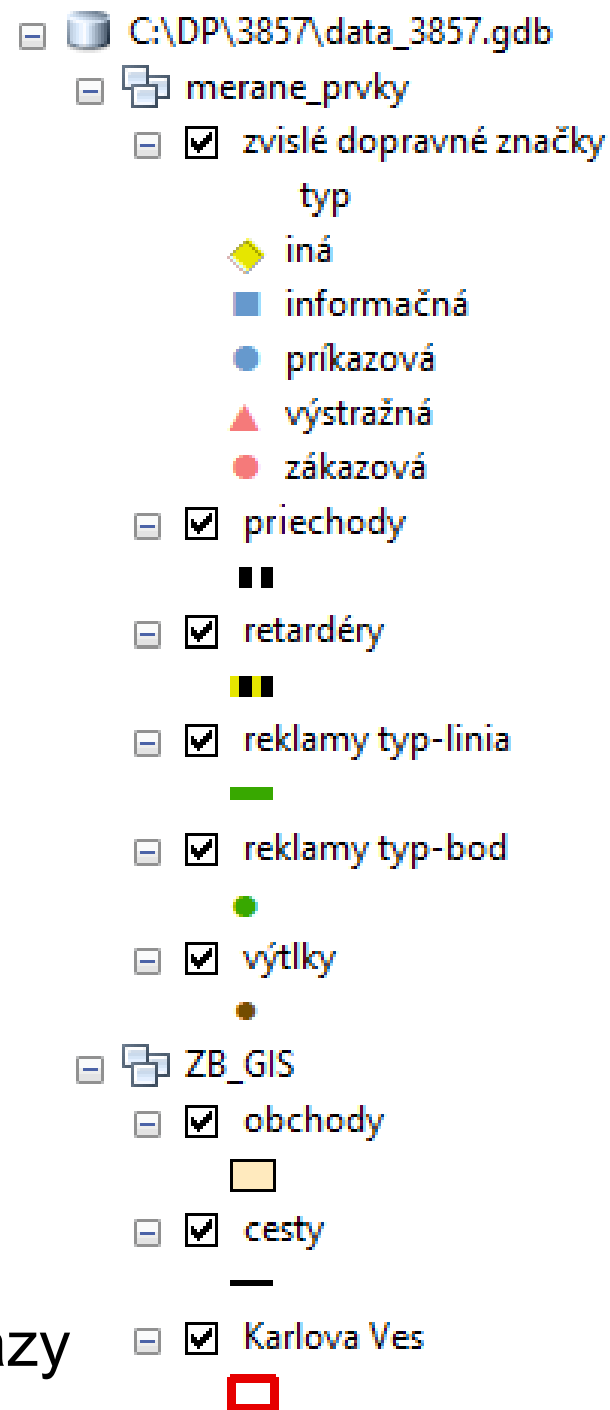 C:\DP\3857\data_3857.gdb
merane_prvky
zvislé dopravné značky
typ
iná
informačná
príkazová
výstražná
zákazová
priechody
retardéry
reklamy typ-linia
reklamy typ-bod
výtlky
ZB_GIS
obchody
cesty
azy
Karlova Ves